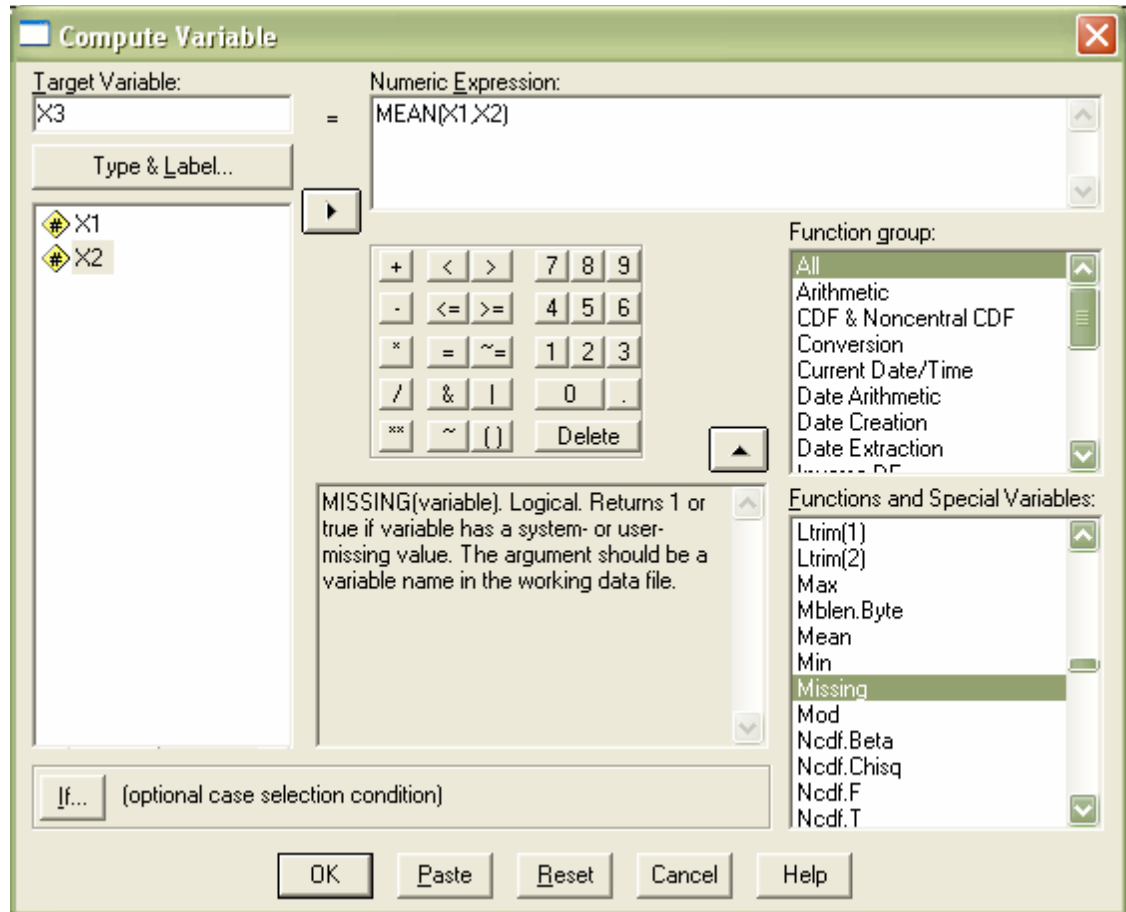 Compute Variable
Target Variable:
X3
=
Numeric Expression:
MEAN(X1,X2)
Type & Label...
X1
X2
+ < > 7 8 9
- <= >= 4 5 6
* = ~= 1 2 3
/ & | 0 .
** ~ () Delete
Function group:
All
Arithmetic
CDF & Noncentral CDF
Conversion
Current Date/Time
Date Arithmetic
Date Creation
Date Extraction
MISSING(variable). Logical. Returns 1 or
true if variable has a system- or user-
missing value. The argument should be a
variable name in the working data file.
Functions and Special Variables:
Ltrim(1)
Ltrim(2)
Max
Mblen.Byte
Mean
Min
Missing
Mod
Ncdf.Beta
Ncdf.Chisq
Ncdf.F
Ncdf.T
If... (optional case selection condition)
OK Paste Reset Cancel Help